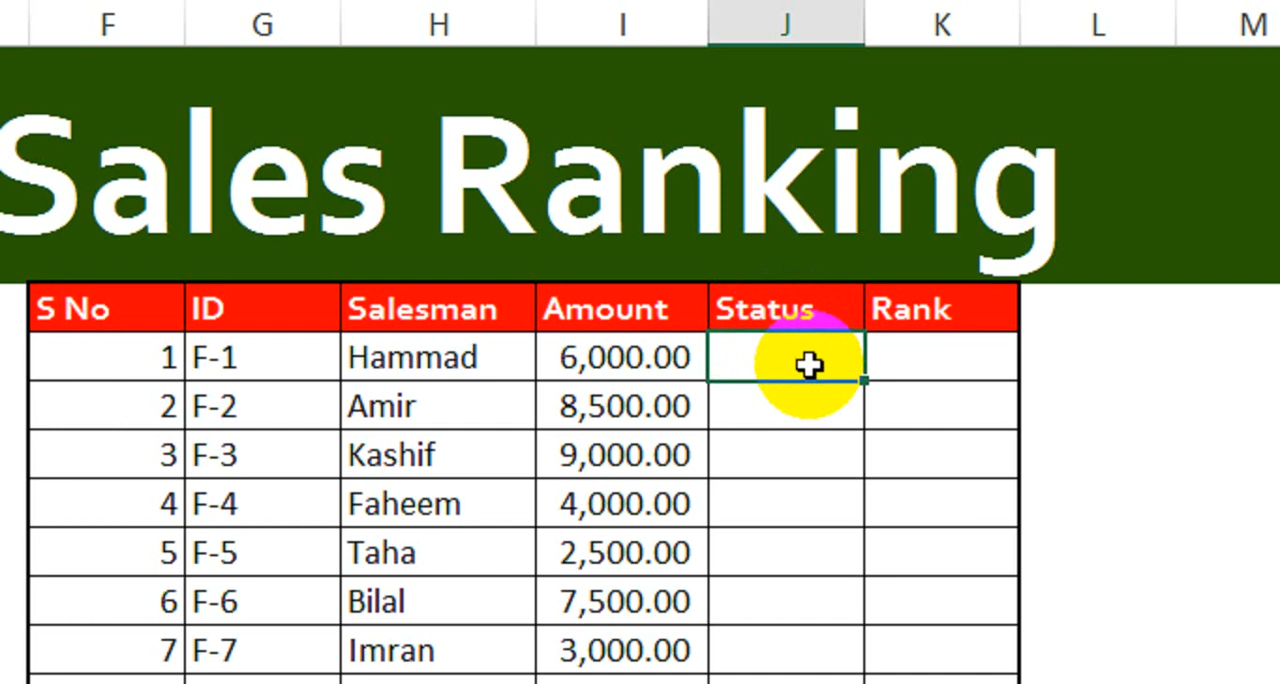 F G H I J K L M
Sales Ranking
S No ID Salesman Amount Status Rank
1 F-1 Hammad 6,000.00
2 F-2 Amir 8,500.00
3 F-3 Kashif 9,000.00
4 F-4 Faheem 4,000.00
5 F-5 Taha 2,500.00
6 F-6 Bilal 7,500.00
7 F-7 Imran 3,000.00